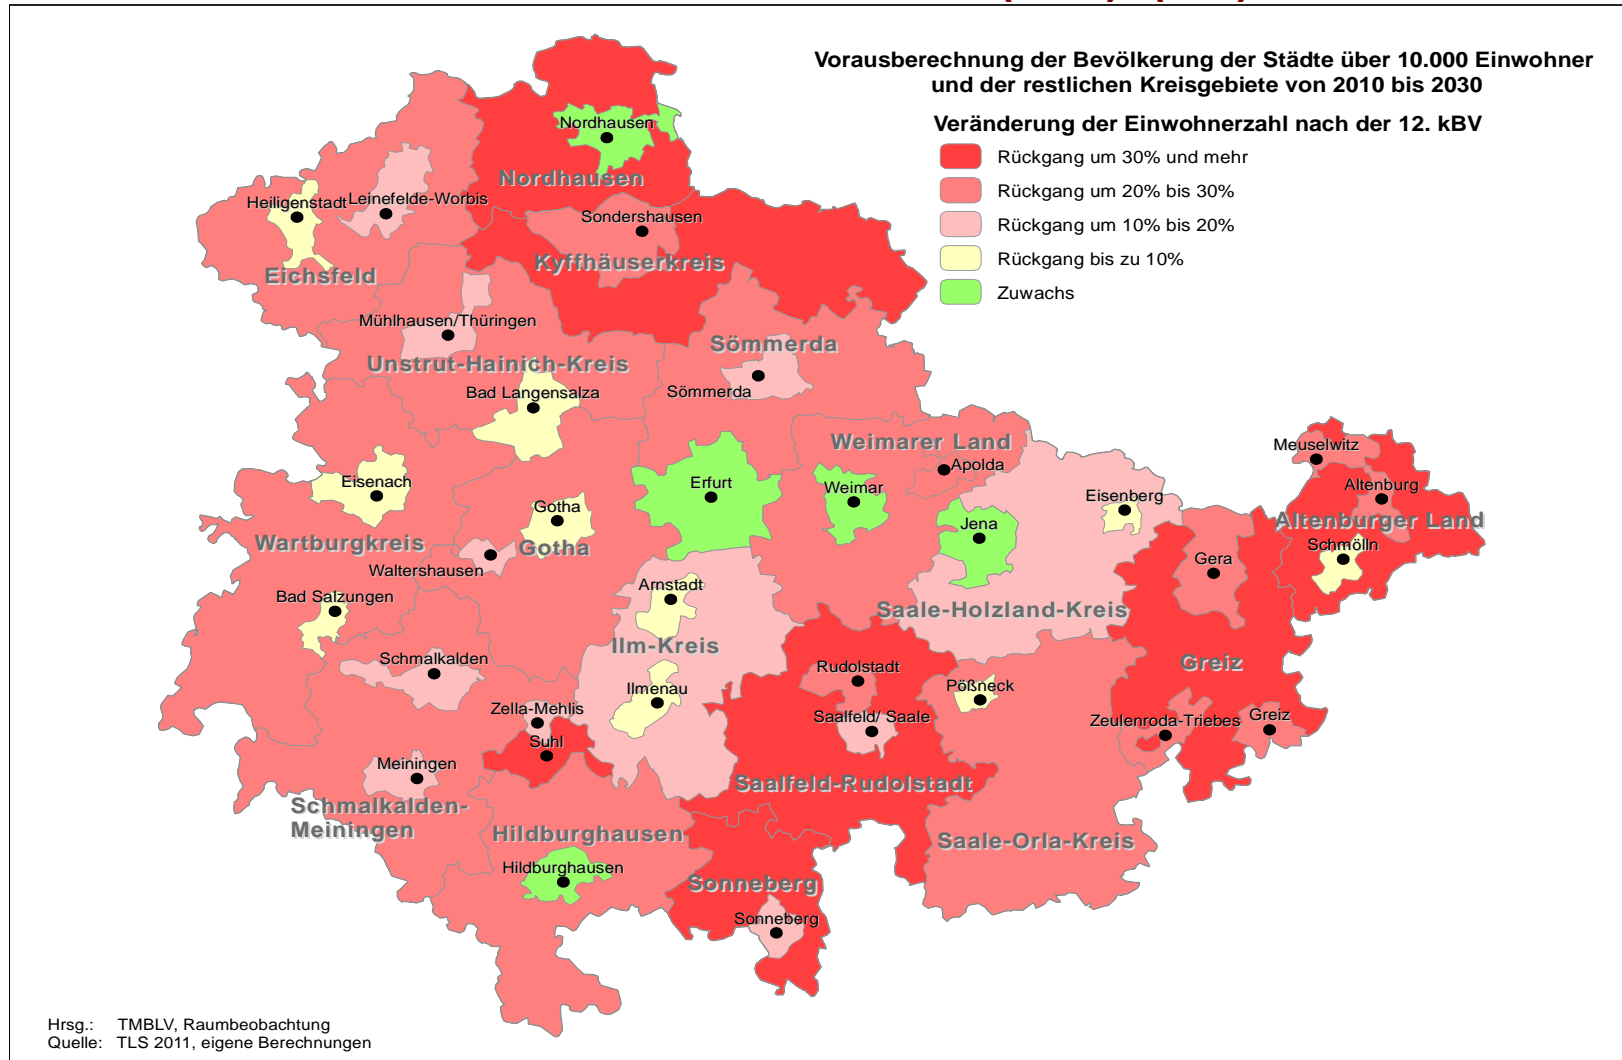 Vorausberechnung der Bevölkerung der Städte über 10.000 Einwohner
und der restlichen Kreisgebiete von 2010 bis 2030
Veränderung der Einwohnerzahl nach der 12. kBV
Rückgang um 30% und mehr
Rückgang um 20% bis 30%
Rückgang um 10% bis 20%
Rückgang bis zu 10%
Zuwachs
Nordhausen
Nordhausen
Heiligenstadt
Leinefelde-Worbis
Sondershausen
Kyffhäuserkreis
Eichsfeld
Mühlhausen/Thüringen
Unstrut-Hainich-Kreis
Sömmerda
Sömmerda
Bad Langensalza
Weimarer Land
Apolda
Meuselwitz
Altenburg
Altenburger Land
Schmölln
Eisenach
Erfurt
Weimar
Eisenberg
Gotha
Gotha
Jena
Wartburgkreis
Waltershausen
Gera
Bad Salzungen
Arnstadt
Saale-Holzland-Kreis
Ilm-Kreis
Schmalkalden
Rudolstadt
Greiz
Ilmenau
Pößneck
Zella-Mehlis
Saalfeld/ Saale
Zeulenroda-Triebes
Greiz
Suhl
Meiningen
Saalfeld-Rudolstadt
Schmalkalden-
Meiningen
Hildburghausen
Saale-Orla-Kreis
Hildburghausen
Sonneberg
Sonneberg
Hrsg.: TMBLV, Raumbeobachtung
Quelle: TLS 2011, eigene Berechnungen